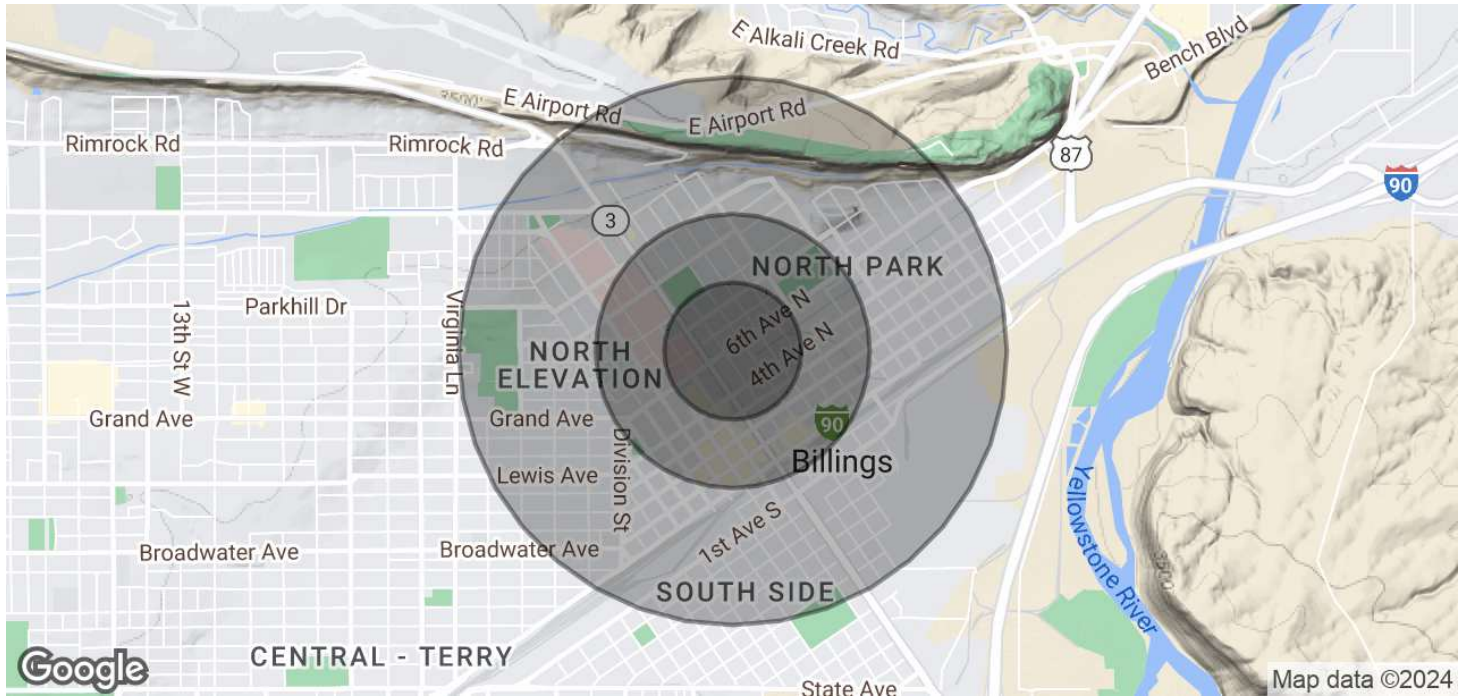 E Alkali Creek Rd
Bench Blvd
3500'
E Airport Rd
E Airport Rd
Rimrock Rd
Rimrock Rd
87
90
3
NORTH PARK
13th St W
Parkhill Dr
Virginia Ln
6th Ave N
4th Ave N
NORTH
ELEVATION
Grand Ave
Grand Ave
90
Division St
Billings
Lewis Ave
Yellowstone River
1st Ave S
Broadwater Ave
Broadwater Ave
3500
SOUTH SIDE
CENTRAL - TERRY
Google
State Ave
Map data ©2024